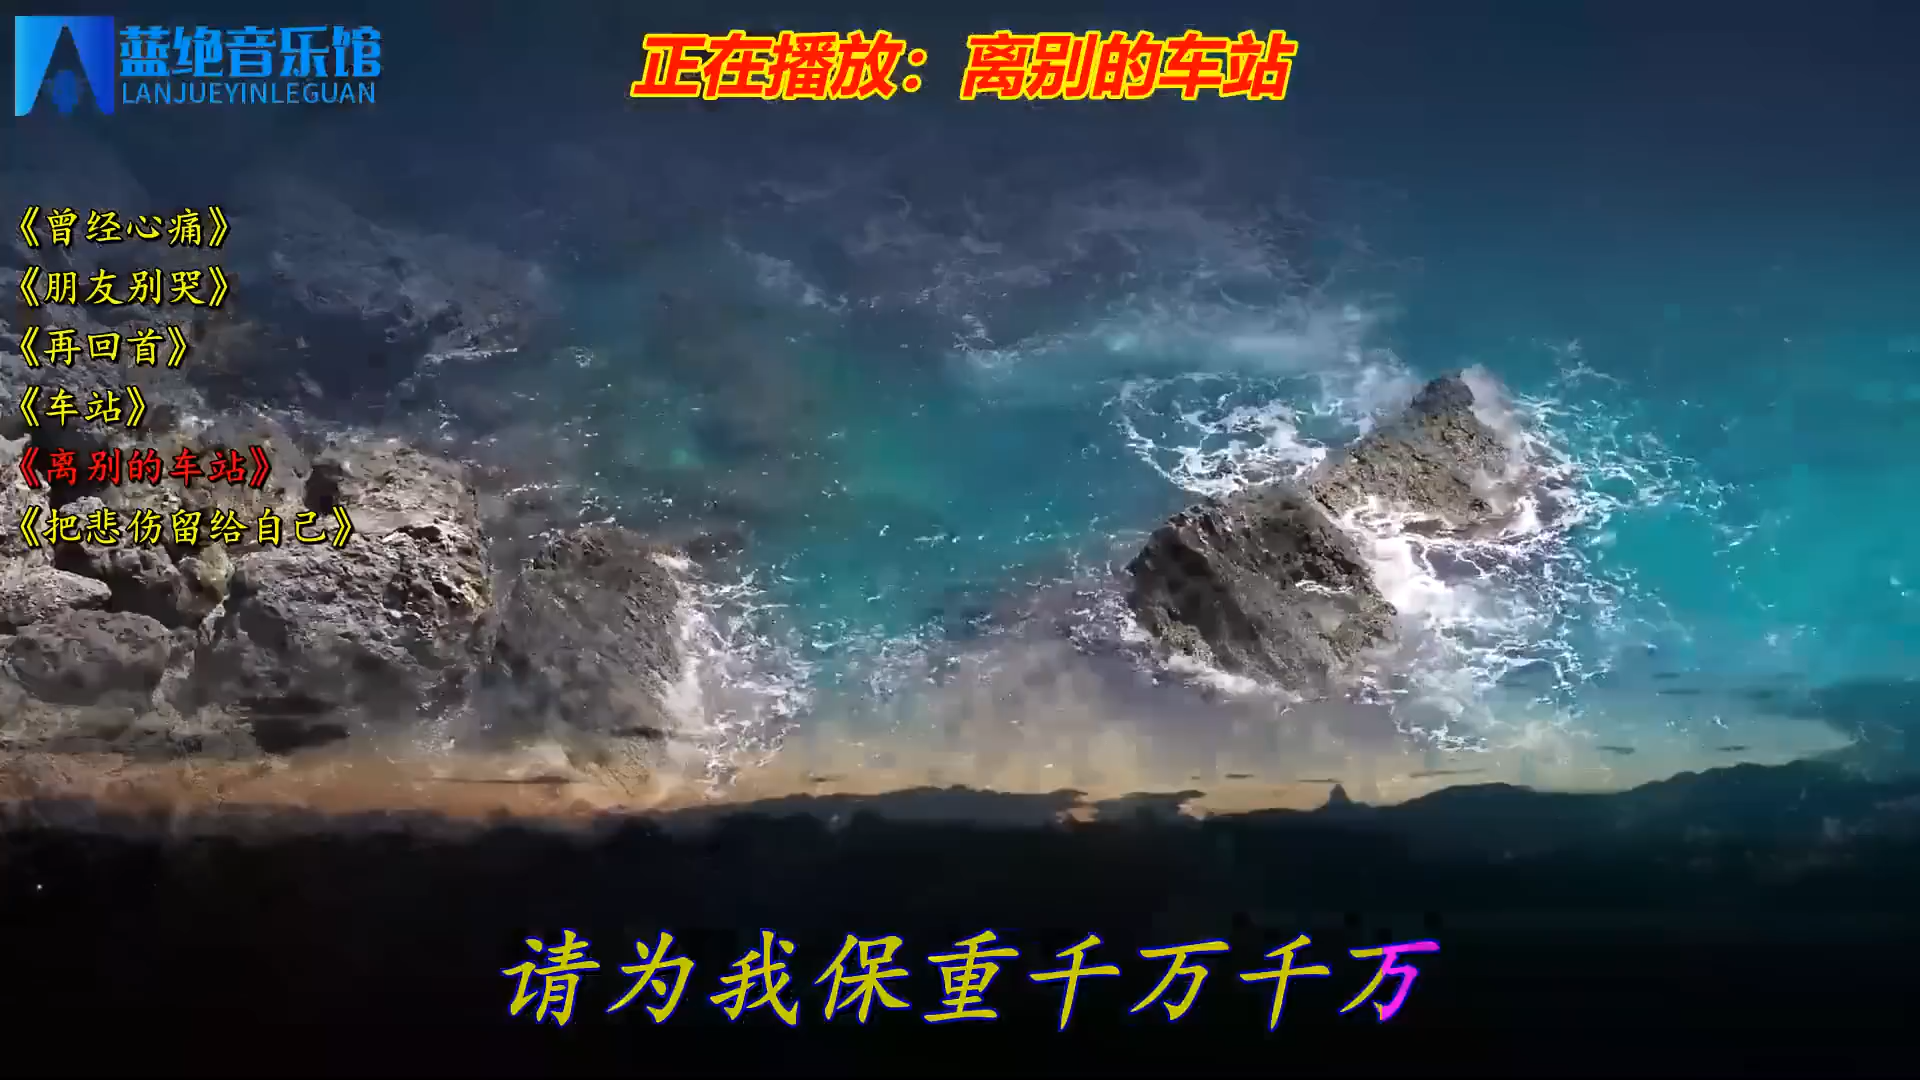 蓝绝音乐馆
LANJUEYINLEGUAN
正在播放：离别的车站
《曾经心痛》
《朋友别哭》
《再回首》
《车站》
《离别的车站》
《把悲伤留给自己》
请为我保重千万千万